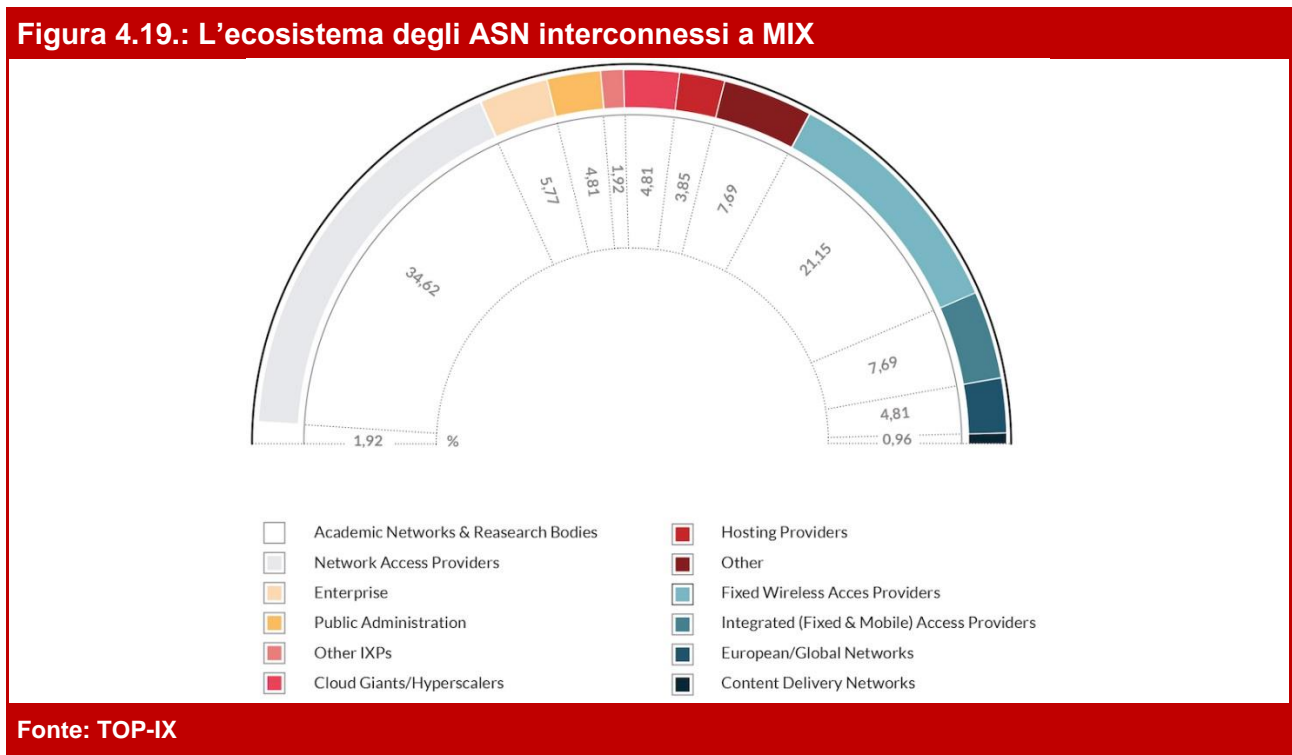 Figura 4.19.: L'ecosistema degli ASN interconnessi a MIX
1,92
%
34,62
5,77
4,81
1,92
4,81
3,85
7,69
21,15
7,69
4,81
0,96
Academic Networks & Reasearch Bodies
Network Access Providers
Enterprise
Public Administration
Other IXPs
Cloud Giants/Hyperscalers
Hosting Providers
Other
Fixed Wireless Acces Providers
Integrated (Fixed & Mobile) Access Providers
European/Global Networks
Content Delivery Networks
Fonte: TOP-IX